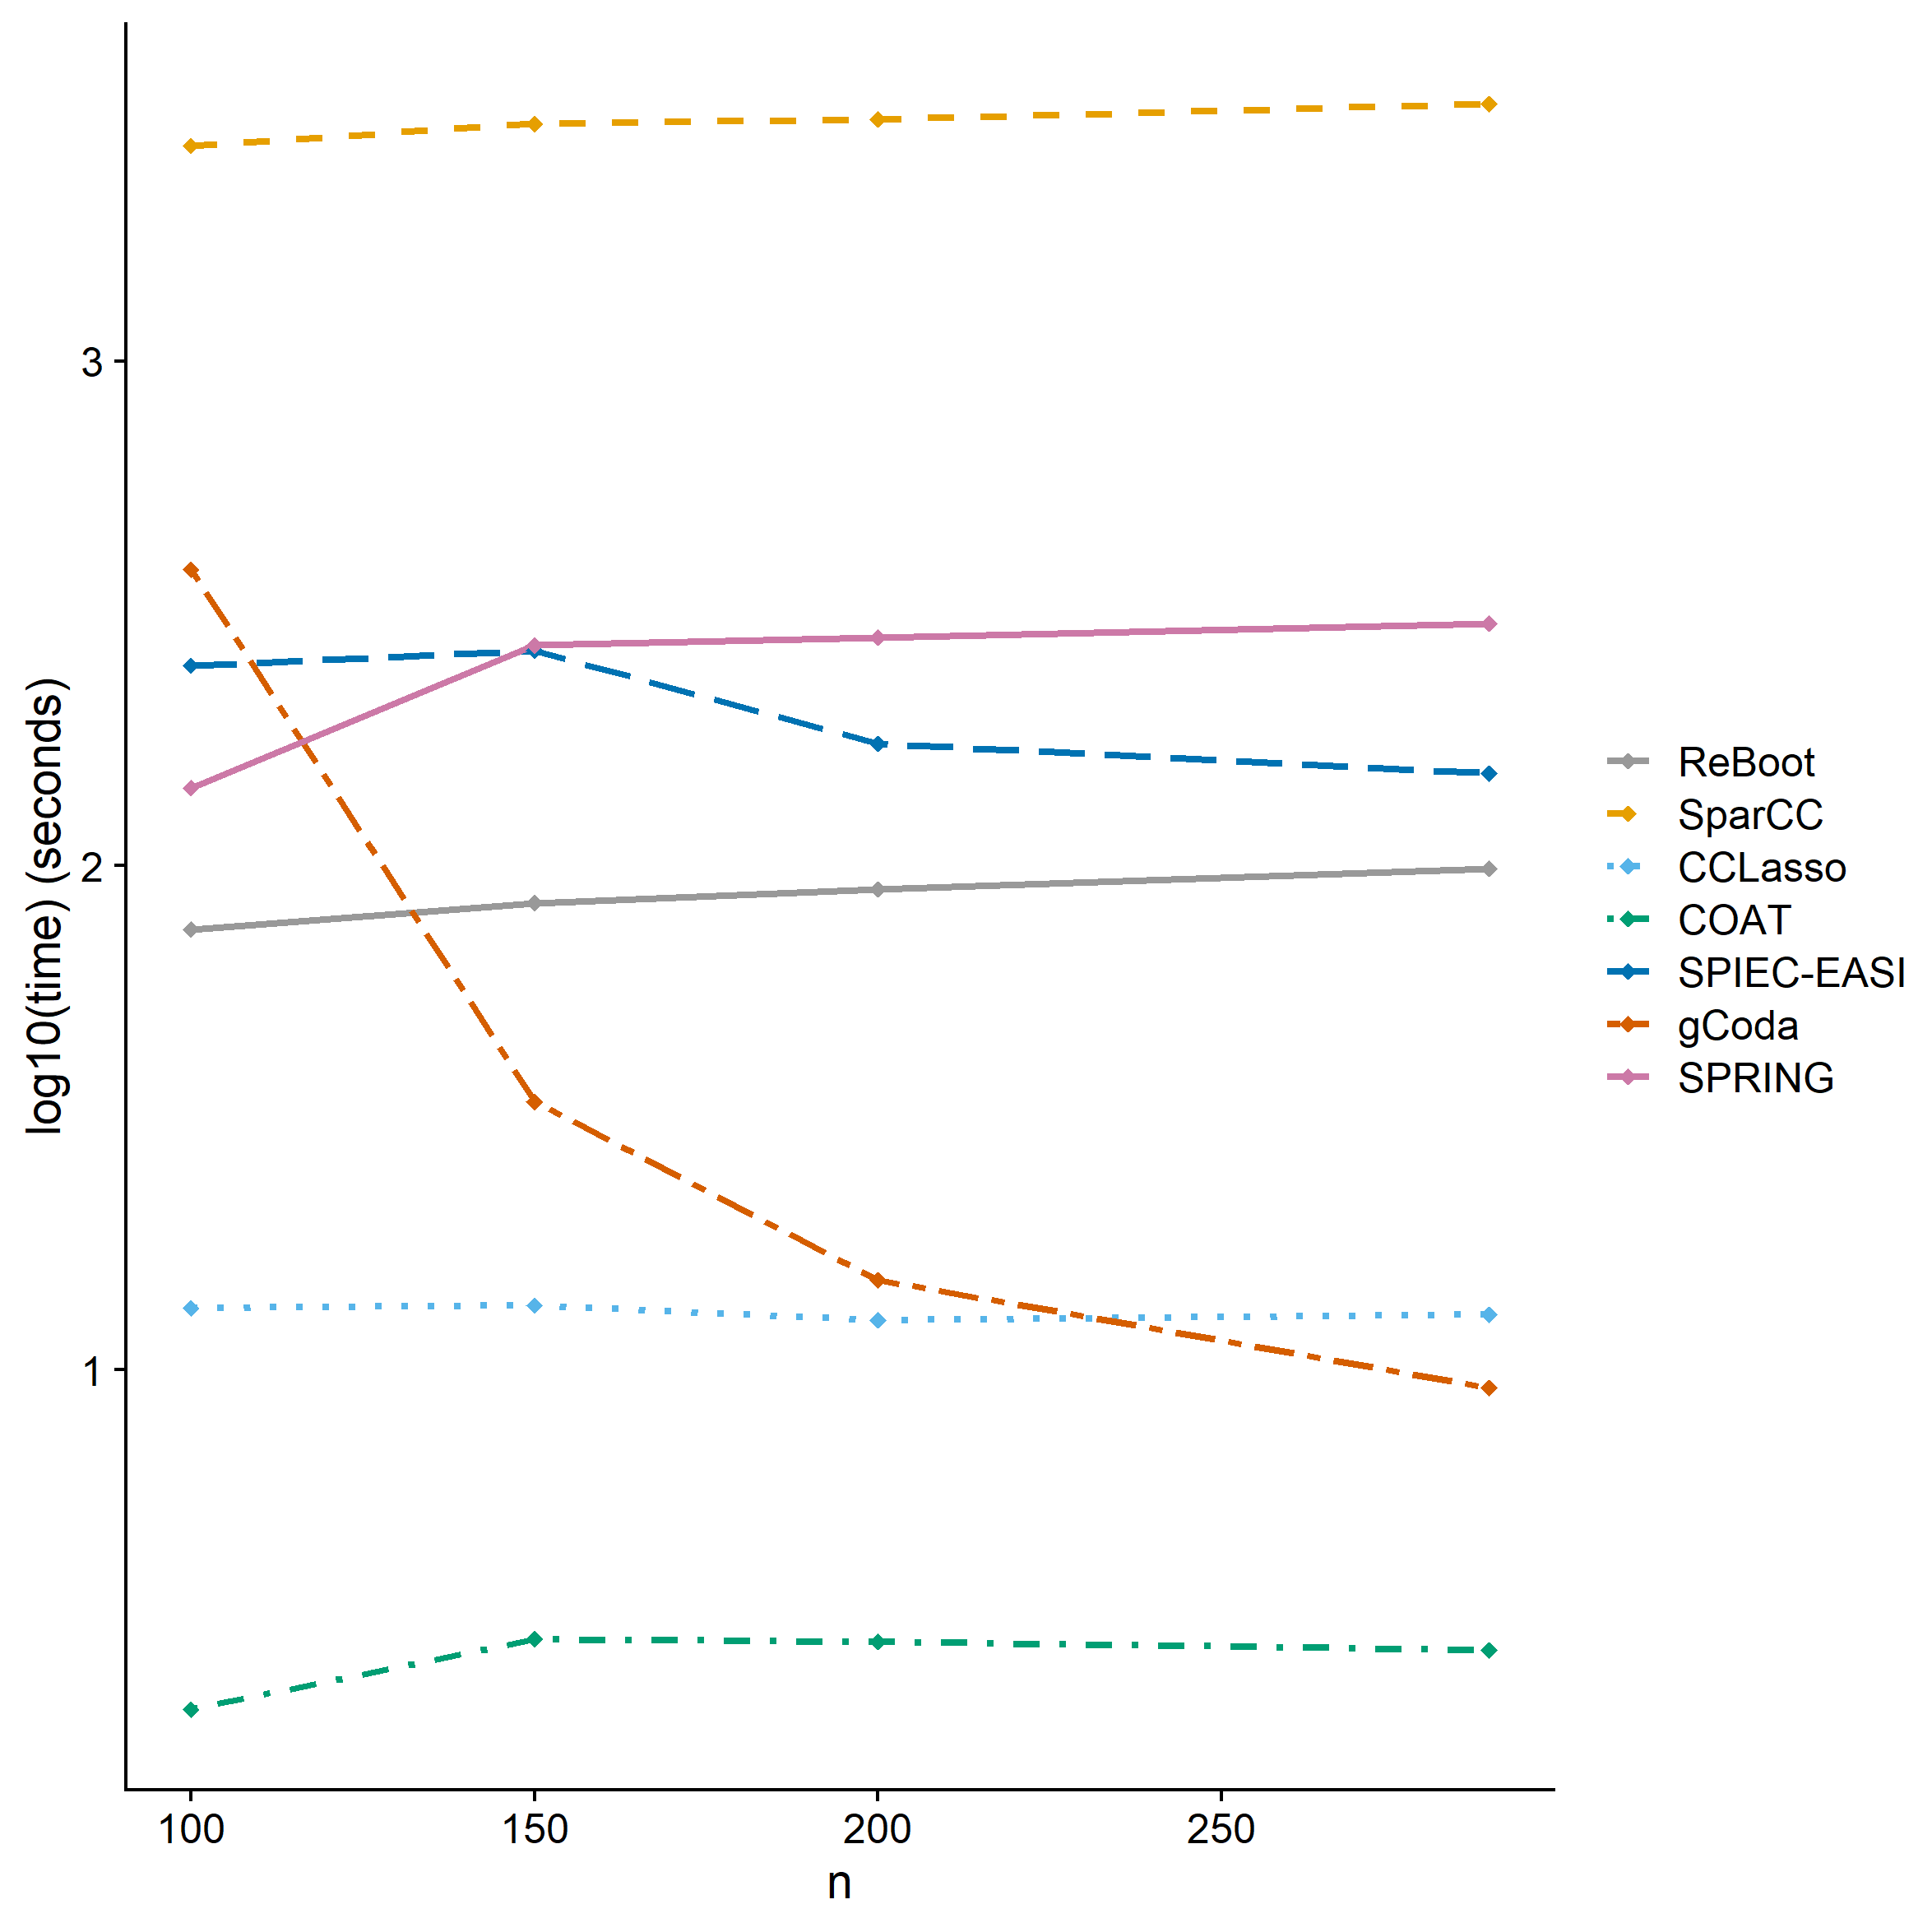 log10(time) (seconds)
3
2
1
100 150 200 250
n
ReBoot
SparCC
CCLasso
COAT
SPIEC-EASI
gCoda
SPRING